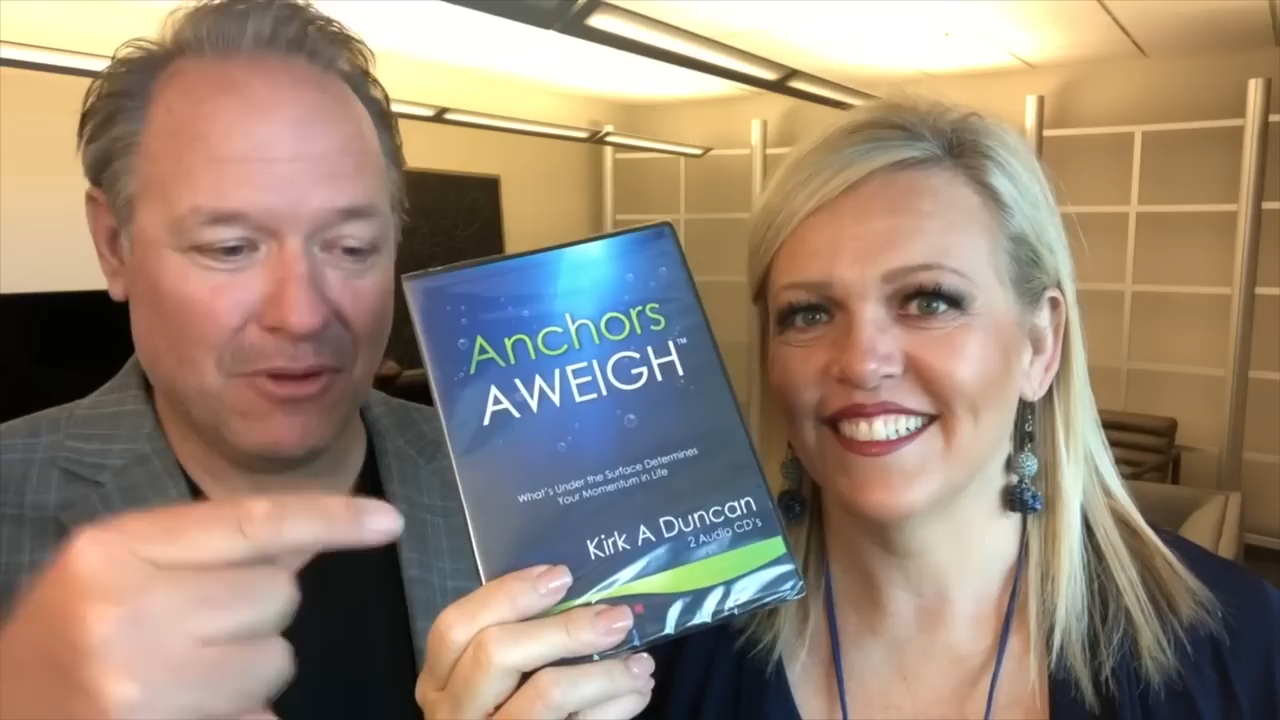 Anchors
AWEIGH™
What's Under the Surface Determines
Your Momentum in Life
Kirk A Duncan
2 Audio CD's